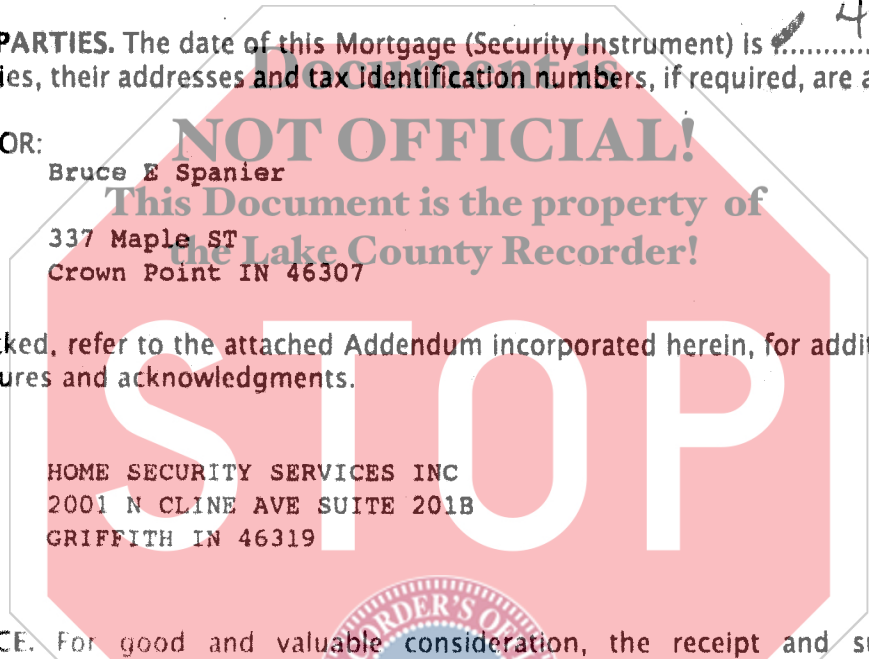 4
PARTIES. The date of this Mortgage (Security Instrument) is ..............
ies, their addresses and tax identification numbers, if required, are a
Document is
NOT OFFICIAL!
OR:
Bruce E Spanier
This Document is the property of
337 Maple ST
the Lake County Recorder!
Crown Point IN 46307
cked, refer to the attached Addendum incorporated herein, for addit
ures and acknowledgments.
STOP
HOME SECURITY SERVICES INC
2001 N CLINE AVE SUITE 201B
GRIFFITH IN 46319
CORDER'S OF
CE. For good and valuable consideration, the receipt and su